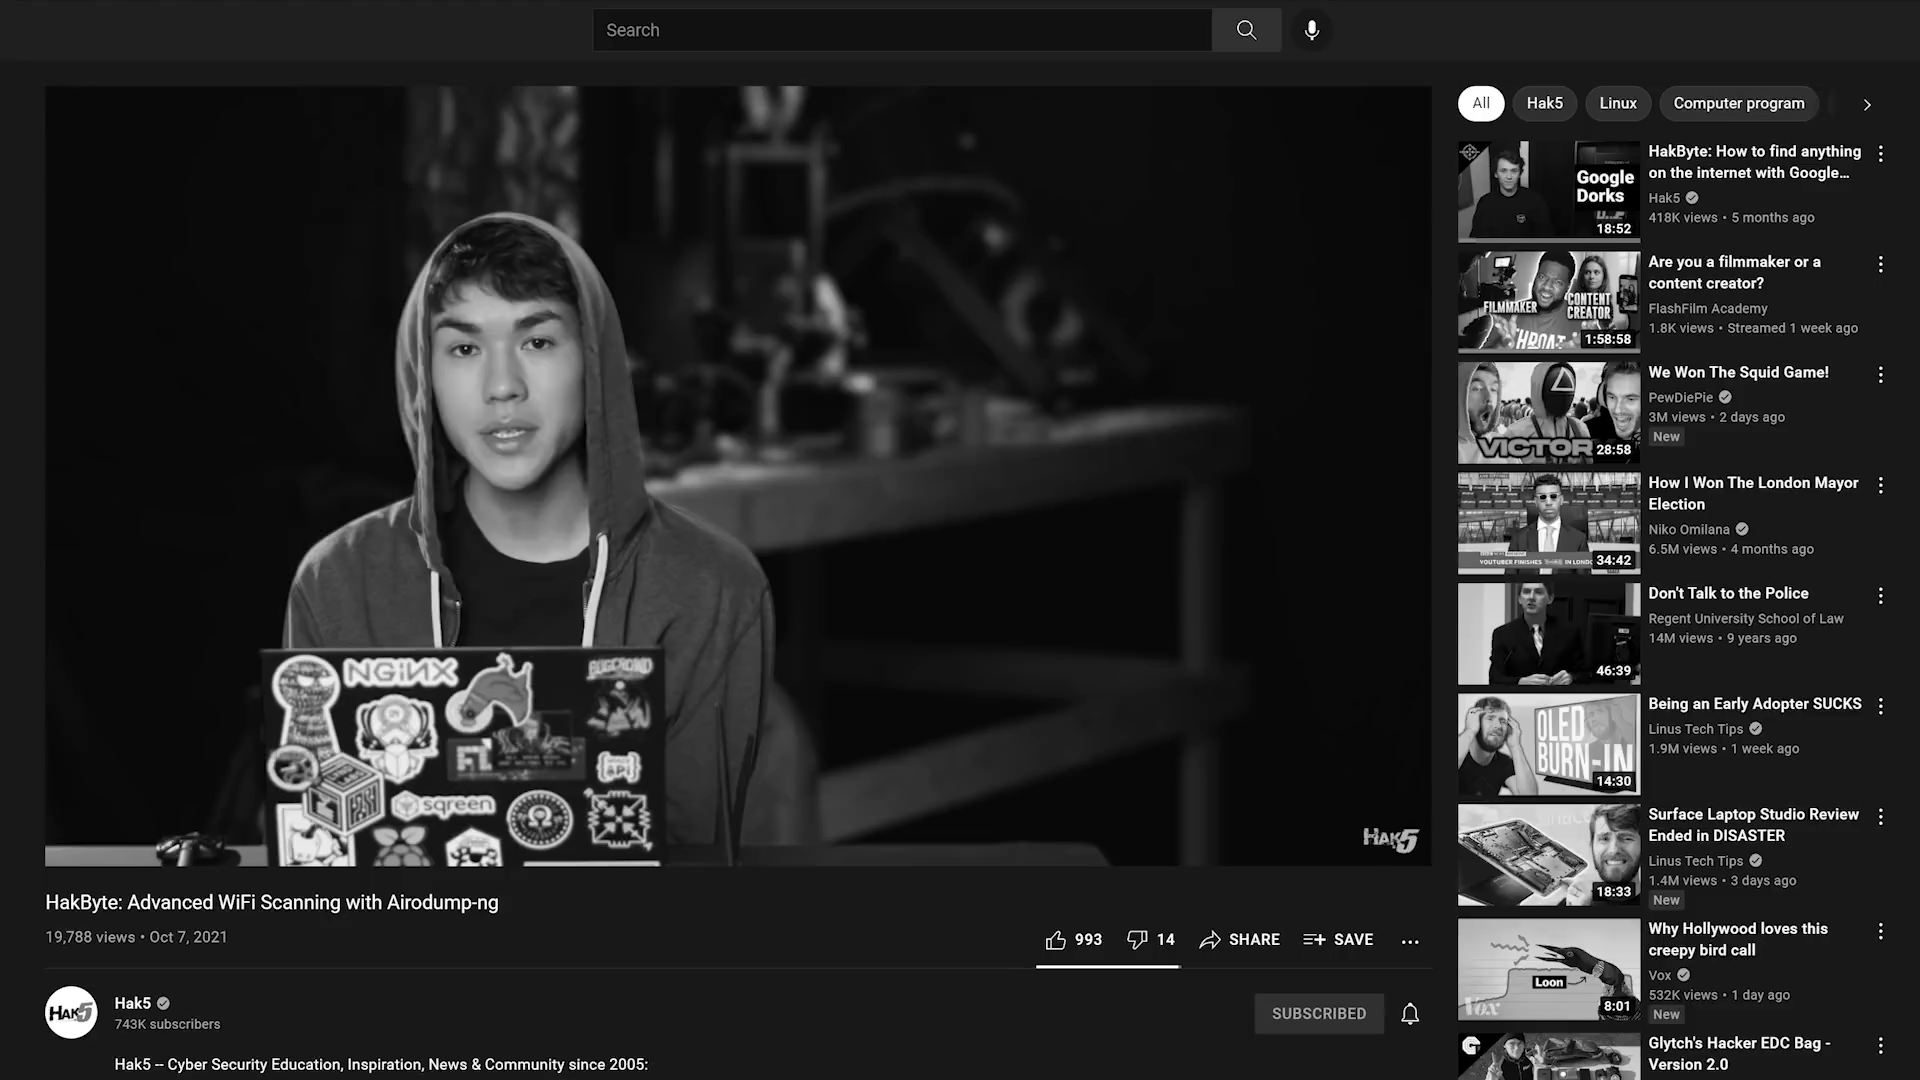 Search
All
Hak5
Linux
Computer program
NGiNX
BUGCROWD
api
sqreen
HAK5
HakByte: Advanced WiFi Scanning with Airodump-ng
19,788 views • Oct 7, 2021
993
14
SHARE
SAVE
HAK5
Hak5
743K subscribers
SUBSCRIBED
Hak5 -- Cyber Security Education, Inspiration, News & Community since 2005:
Google
Dorks
18:52
HakByte: How to find anything
on the internet with Google...
Hak5
418K views • 5 months ago
FILMMAKER
CONTENT
CREATOR
THROAT
1:58:58
Are you a filmmaker or a
content creator?
FlashFilm Academy
1.8K views • Streamed 1 week ago
VICTOR
28:58
We Won The Squid Game!
PewDiePie
3M views • 2 days ago
New
YOUTUBER FINISHES
IN LONDO
34:42
How I Won The London Mayor
Election
Niko Omilana
6.5M views • 4 months ago
46:39
Don't Talk to the Police
Regent University School of Law
14M views • 9 years ago
OLED
BURN-IN
14:30
Being an Early Adopter SUCKS
Linus Tech Tips
1.9M views • 1 week ago
18:33
Surface Laptop Studio Review
Ended in DISASTER
Linus Tech Tips
1.4M views • 3 days ago
New
Loon
Vox
8:01
Why Hollywood loves this
creepy bird call
Vox
532K views • 1 day ago
New
Glytch's Hacker EDC Bag -
Version 2.0